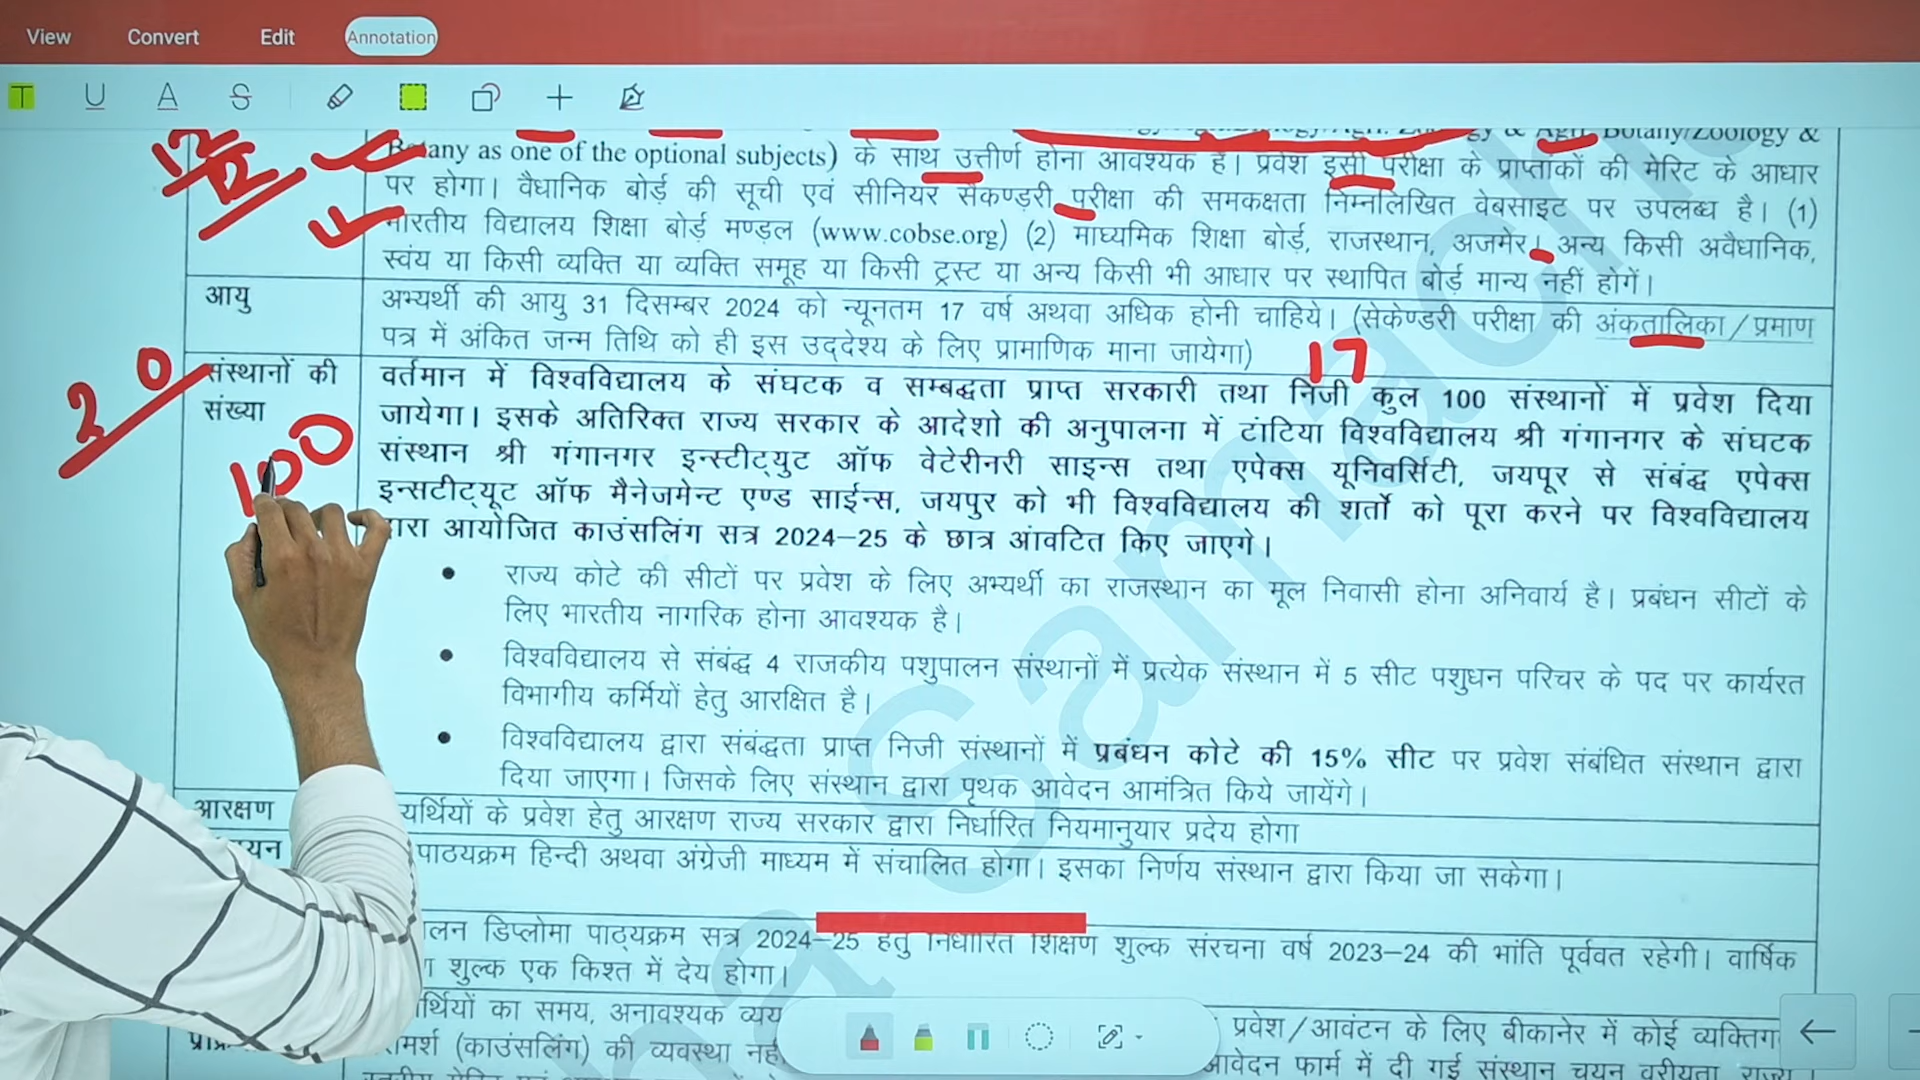 View Convert Edit Annotation
T U A S
Botany/Zoology &
Botany as one of the optional subjects) के साथ उत्तीर्ण होना आवश्यक है। प्रवेश इसी परीक्षा के प्राप्तांकों की मेरिट के आधार
पर होगा। वैधानिक बोर्ड की सूची एवं सीनियर सैकण्ड़री परीक्षा की समकक्षता निम्नलिखित वेबसाइट पर उपलब्ध है। (1)
भारतीय विद्यालय शिक्षा बोर्ड मण्ड़ल (www.cobse.org) (2) माध्यमिक शिक्षा बोर्ड, राजस्थान, अजमेर। अन्य किसी अवैधानिक,
स्वंय या किसी व्यक्ति या व्यक्ति समूह या किसी ट्रस्ट या अन्य किसी भी आधार पर स्थापित बोर्ड़ मान्य नहीं होगें।
आयु
अभ्यर्थी की आयु 31 दिसम्बर 2024 को न्यूनतम 17 वर्ष अथवा अधिक होनी चाहिये। (सेकेण्डरी परीक्षा की अंकतालिका/प्रमाण
पत्र में अंकित जन्म तिथि को ही इस उद्देश्य के लिए प्रामाणिक माना जायेगा)
17
20
संस्थानों की
संख्या
100
वर्तमान में विश्वविद्यालय के संघटक व सम्बद्धता प्राप्त सरकारी तथा निजी कुल 100 संस्थानों में प्रवेश दिया
जायेगा। इसके अतिरिक्त राज्य सरकार के आदेशो की अनुपालना में टांटिया विश्वविद्यालय श्री गंगानगर के संघटक
संस्थान श्री गंगानगर इन्स्टीट्युट ऑफ वेटेरीनरी साइन्स तथा एपेक्स यूनिवर्सिटी, जयपूर से संबंद्ध एपेक्स
इन्सटीट्यूट ऑफ मैनेजमेन्ट एण्ड साईन्स, जयपुर को भी विश्वविद्यालय की शर्तो को पूरा करने पर विश्वविद्यालय
द्वारा आयोजित काउंसलिंग सत्र 2024–25 के छात्र आंवटित किए जाएगे।
• राज्य कोटे की सीटों पर प्रवेश के लिए अभ्यर्थी का राजस्थान का मूल निवासी होना अनिवार्य है। प्रबंधन सीटों के
लिए भारतीय नागरिक होना आवश्यक है।
• विश्वविद्यालय से संबंद्ध 4 राजकीय पशुपालन संस्थानों में प्रत्येक संस्थान में 5 सीट पशुधन परिचर के पद पर कार्यरत
विभागीय कर्मियों हेतु आरक्षित है।
• विश्वविद्यालय द्वारा संबंद्धता प्राप्त निजी संस्थानों में प्रबंधन कोटे की 15% सीट पर प्रवेश संबंधित संस्थान द्वारा
दिया जाएगा। जिसके लिए संस्थान द्वारा पृथक आवेदन आमंत्रित किये जायेंगे।
आरक्षण
यर्थियों के प्रवेश हेतु आरक्षण राज्य सरकार द्वारा निर्धारित नियमानुयार प्रदेय होगा
पाठयक्रम हिन्दी अथवा अंग्रेजी माध्यम में संचालित होगा। इसका निर्णय संस्थान द्वारा किया जा सकेगा।
लन डिप्लोमा पाठ्यक्रम सत्र 2024–25 हेतु निर्धारित शिक्षण शुल्क संरचना वर्ष 2023–24 की भांति पूर्ववत रहेगी। वार्षिक
शुल्क एक किश्त में देय होगा।
र्थियों का समय, अनावश्यक व्यय प्रवेश/आवंटन के लिए बीकानेर में कोई व्यक्तिग
मर्श (काउंसलिंग) की व्यवस्था नही आवेदन फार्म में दी गई संस्थान चयन वरीयता, राज्य